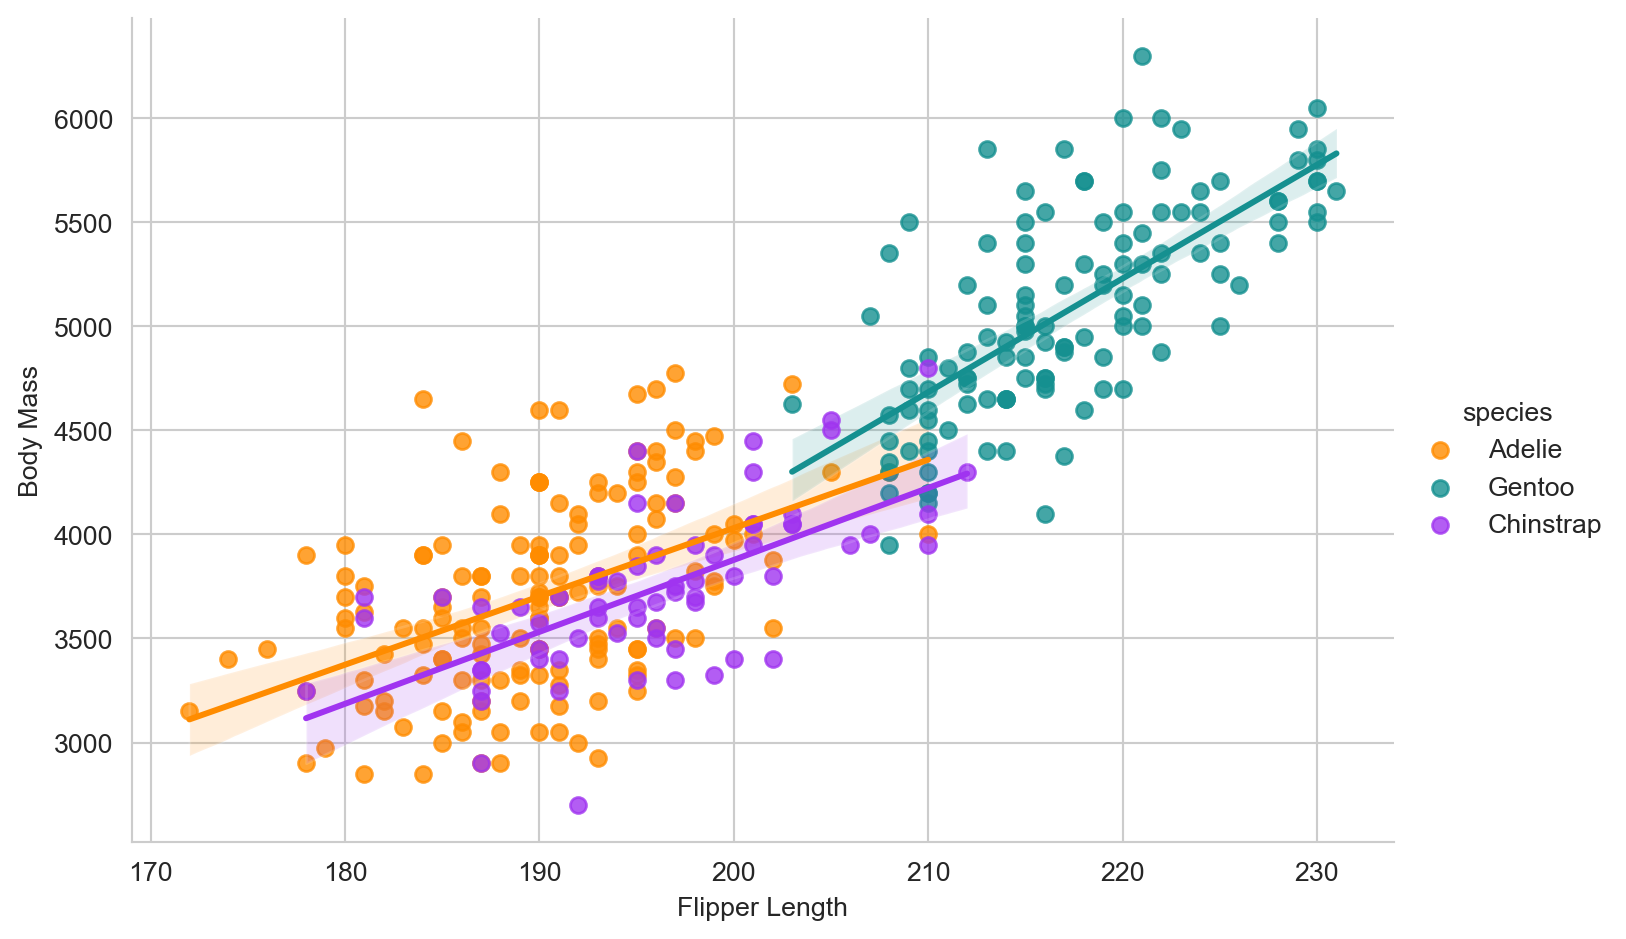 6000
5500
5000
4500
4000
3500
3000
Body Mass
170 180 190 200 210 220 230
Flipper Length
species
Adelie
Gentoo
Chinstrap